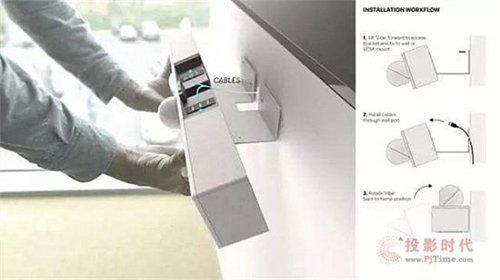 CABLES
INSTALLATION WORKFLOW
1. Tilt 'Vibe' forward to access
bracket and fix to wall or
VESA mount
2. Install cables
through wall port
3. Rotate 'Vibe'
back to home position
投影时代
www.PjTime.com